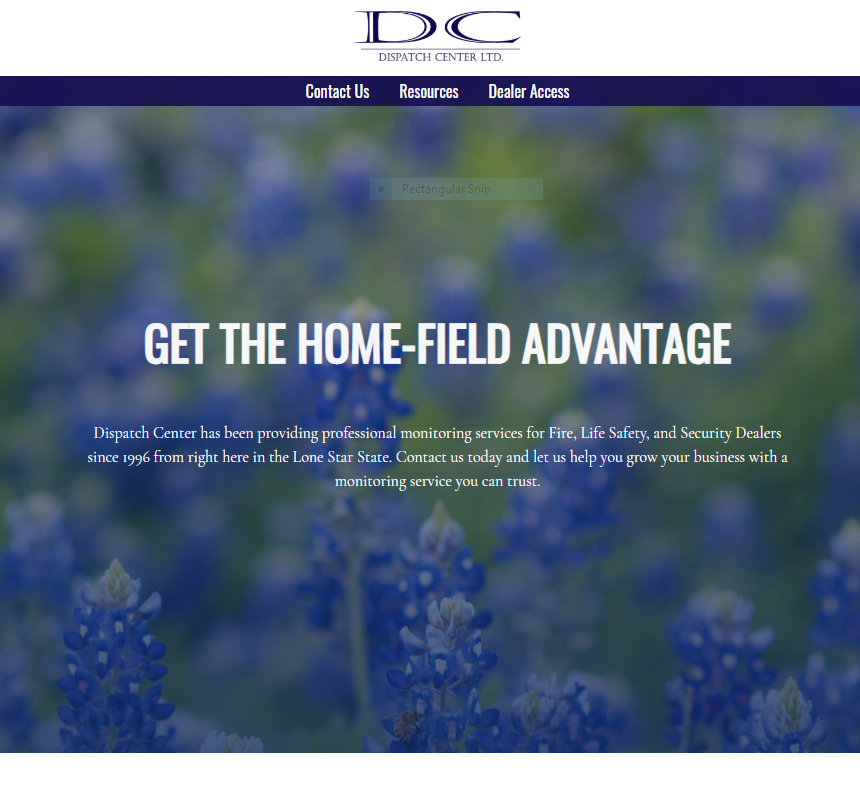 DC
DISPATCH CENTER LTD.
Contact Us Resources Dealer Access
Rectangular Snip
GET THE HOME-FIELD ADVANTAGE
Dispatch Center has been providing professional monitoring services for Fire, Life Safety, and Security Dealers
since 1996 from right here in the Lone Star State. Contact us today and let us help you grow your business with a
monitoring service you can trust.